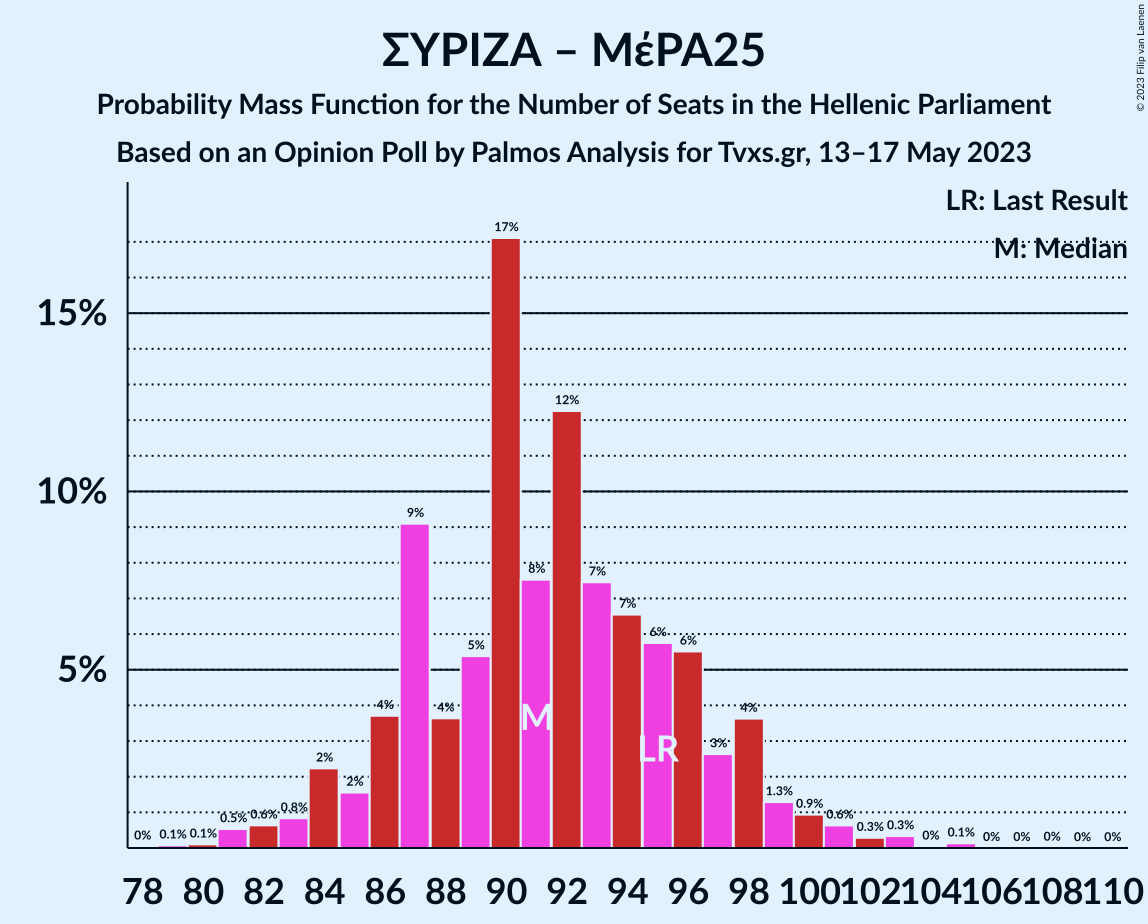 ΣΥΡΙΖΑ – ΜέΡΑ25
Probability Mass Function for the Number of Seats in the Hellenic Parliament
Based on an Opinion Poll by Palmos Analysis for Tvxs.gr, 13–17 May 2023
© 2023 Filip van Laenen
LR: Last Result
M: Median
15%
10%
5%
0% 0.1% 0.1% 0.5% 0.6% 0.8% 2% 2% 4% 9% 4% 5% 17% 8% 12% 7% 7% 6% 6% 3% 4% 1.3% 0.9% 0.6% 0.3% 0.3% 0% 0.1% 0% 0% 0% 0% 0%
M
LR
78 80 82 84 86 88 90 92 94 96 98 100 102 104 106 108 110